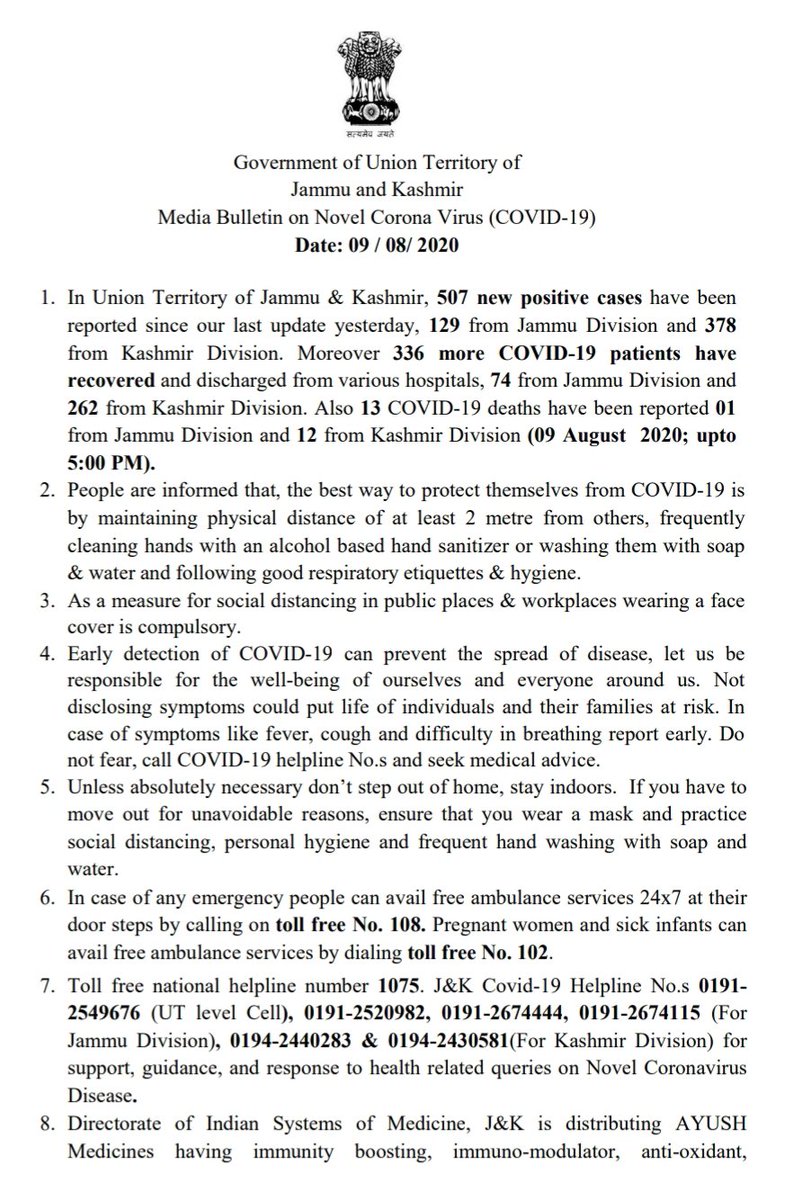 सत्यमेव जयते
Government of Union Territory of
Jammu and Kashmir
Media Bulletin on Novel Corona Virus (COVID-19)
Date: 09 / 08/ 2020
1. In Union Territory of Jammu & Kashmir, 507 new positive cases have been
reported since our last update yesterday, 129 from Jammu Division and 378
from Kashmir Division. Moreover 336 more COVID-19 patients have
recovered and discharged from various hospitals, 74 from Jammu Division and
262 from Kashmir Division. Also 13 COVID-19 deaths have been reported 01
from Jammu Division and 12 from Kashmir Division (09 August 2020; upto
5:00 PM).
2. People are informed that, the best way to protect themselves from COVID-19 is
by maintaining physical distance of at least 2 metre from others, frequently
cleaning hands with an alcohol based hand sanitizer or washing them with soap
& water and following good respiratory etiquettes & hygiene.
3. As a measure for social distancing in public places & workplaces wearing a face
cover is compulsory.
4. Early detection of COVID-19 can prevent the spread of disease, let us be
responsible for the well-being of ourselves and everyone around us. Not
disclosing symptoms could put life of individuals and their families at risk. In
case of symptoms like fever, cough and difficulty in breathing report early. Do
not fear, call COVID-19 helpline No.s and seek medical advice.
5. Unless absolutely necessary don’t step out of home, stay indoors. If you have to
move out for unavoidable reasons, ensure that you wear a mask and practice
social distancing, personal hygiene and frequent hand washing with soap and
water.
6. In case of any emergency people can avail free ambulance services 24x7 at their
door steps by calling on toll free No. 108. Pregnant women and sick infants can
avail free ambulance services by dialing toll free No. 102.
7. Toll free national helpline number 1075. J&K Covid-19 Helpline No.s 0191-
2549676 (UT level Cell), 0191-2520982, 0191-2674444, 0191-2674115 (For
Jammu Division), 0194-2440283 & 0194-2430581(For Kashmir Division) for
support, guidance, and response to health related queries on Novel Coronavirus
Disease.
8. Directorate of Indian Systems of Medicine, J&K is distributing AYUSH
Medicines having immunity boosting, immuno-modulator, anti-oxidant,